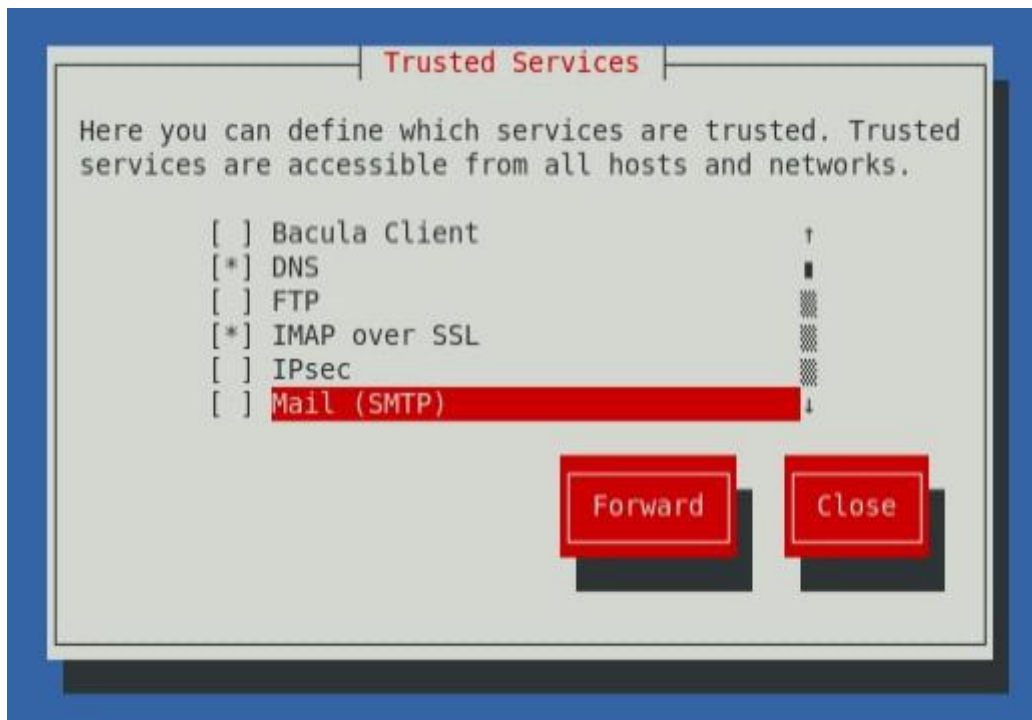 Trusted Services
Here you can define which services are trusted. Trusted
services are accessible from all hosts and networks.
[ ] Bacula Client ↑
[*] DNS
[ ] FTP
[*] IMAP over SSL
[ ] IPsec
[ ] Mail (SMTP) ↓
Forward Close